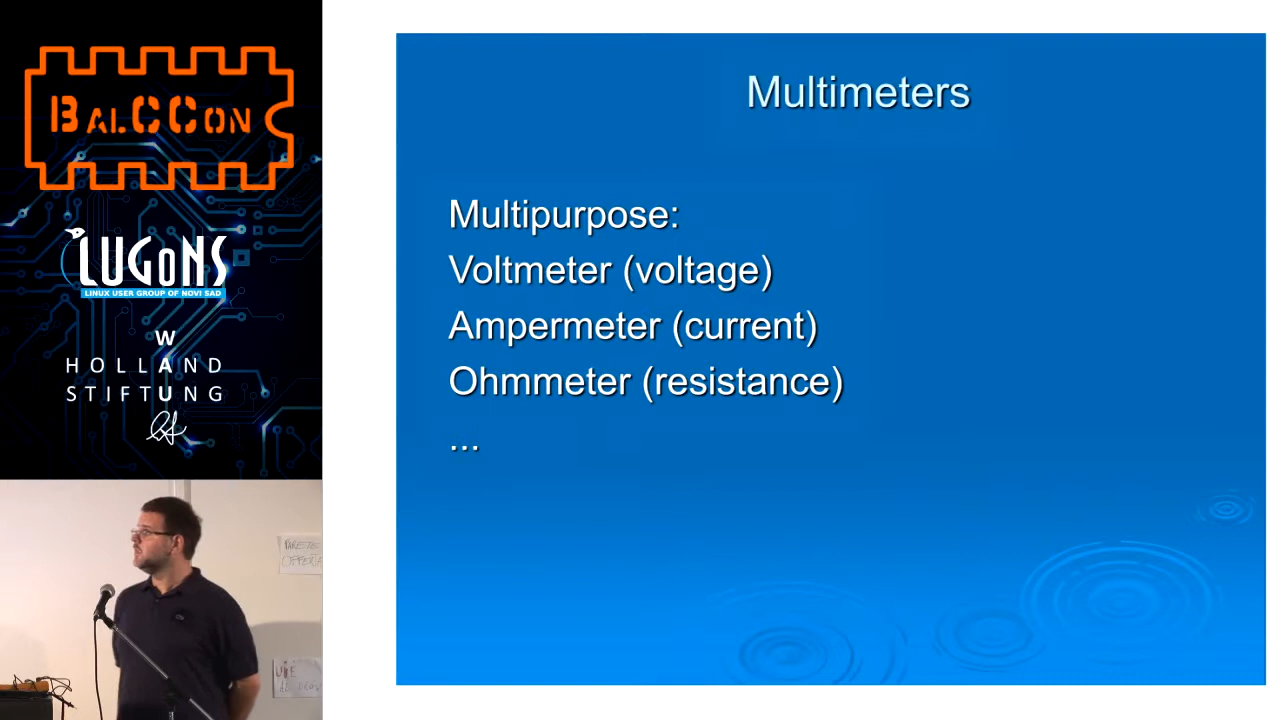 BALCCON
LUGONS
LINUX USER GROUP OF NOVI SAD
W
HOLLAND
STIFTUNG
Multimeters
Multipurpose:
Voltmeter (voltage)
Ampermeter (current)
Ohmmeter (resistance)
...